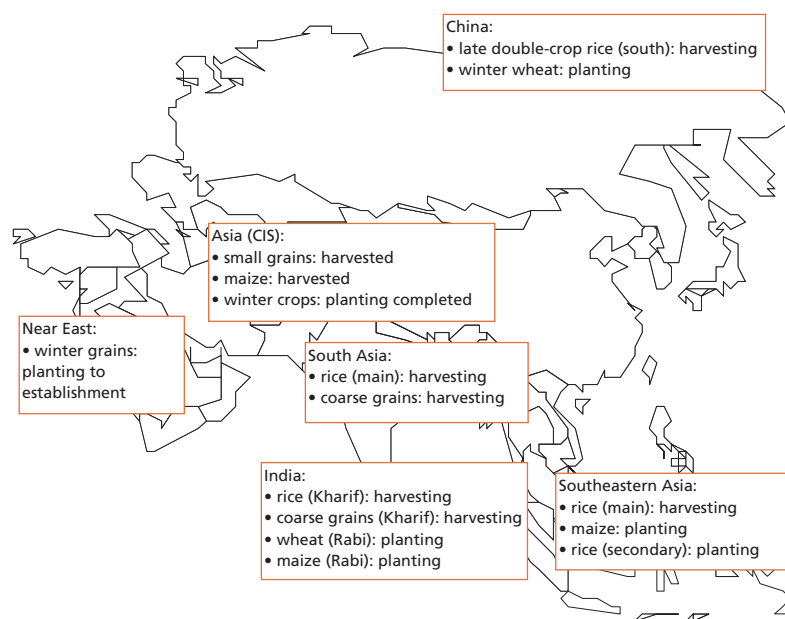 China:
• late double-crop rice (south): harvesting
• winter wheat: planting
Asia (CIS):
• small grains: harvested
• maize: harvested
• winter crops: planting completed
Near East:
• winter grains:
planting to
establishment
South Asia:
• rice (main): harvesting
• coarse grains: harvesting
India:
• rice (Kharif): harvesting
• coarse grains (Kharif): harvesting
• wheat (Rabi): planting
• maize (Rabi): planting
Southeastern Asia:
• rice (main): harvesting
• maize: planting
• rice (secondary): planting